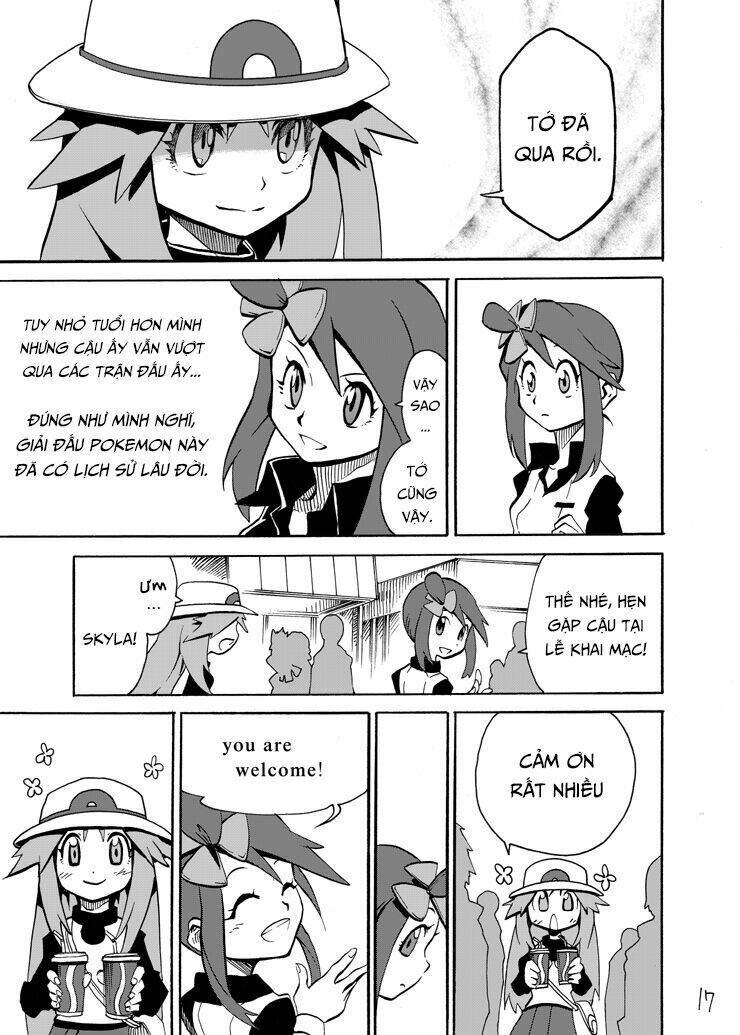 TỚ ĐÃ
QUA RỒI.
VẬY SAO
...
TỚ
CŨNG
VẬY.
TUY NHỎ TUỔI HƠN MÌNH
NHƯNG CẬU ẤY VẪN VƯỢT
QUA CÁC TRẬN ĐẤU ẤY...
ĐÚNG NHƯ MÌNH NGHĨ,
GIẢI ĐẤU POKEMON NÀY
ĐÃ CÓ LỊCH SỬ LÂU ĐỜI.
THẾ NHÉ, HẸN
GẶP CẬU TẠI
LỄ KHAI MẠC!
ƯM
...
SKYLA!
CẢM ƠN
RẤT NHIỀU
you are
welcome!
17